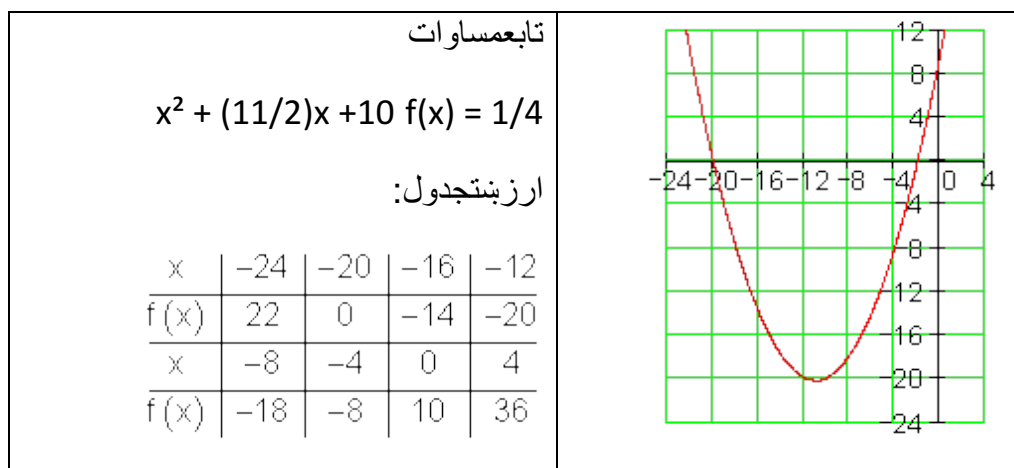 تابعمساوات
x² + (11/2)x +10 f(x) = 1/4
ارزښتجدول:
x | −24 | −20 | −16 | −12
f (x) | 22 | 0 | −14 | −20
x | −8 | −4 | 0 | 4
f (x) | −18 | −8 | 10 | 36
12
8
4
−24 −20 −16 −12 −8 −4 0 4
−4
−8
−12
−16
−20
−24